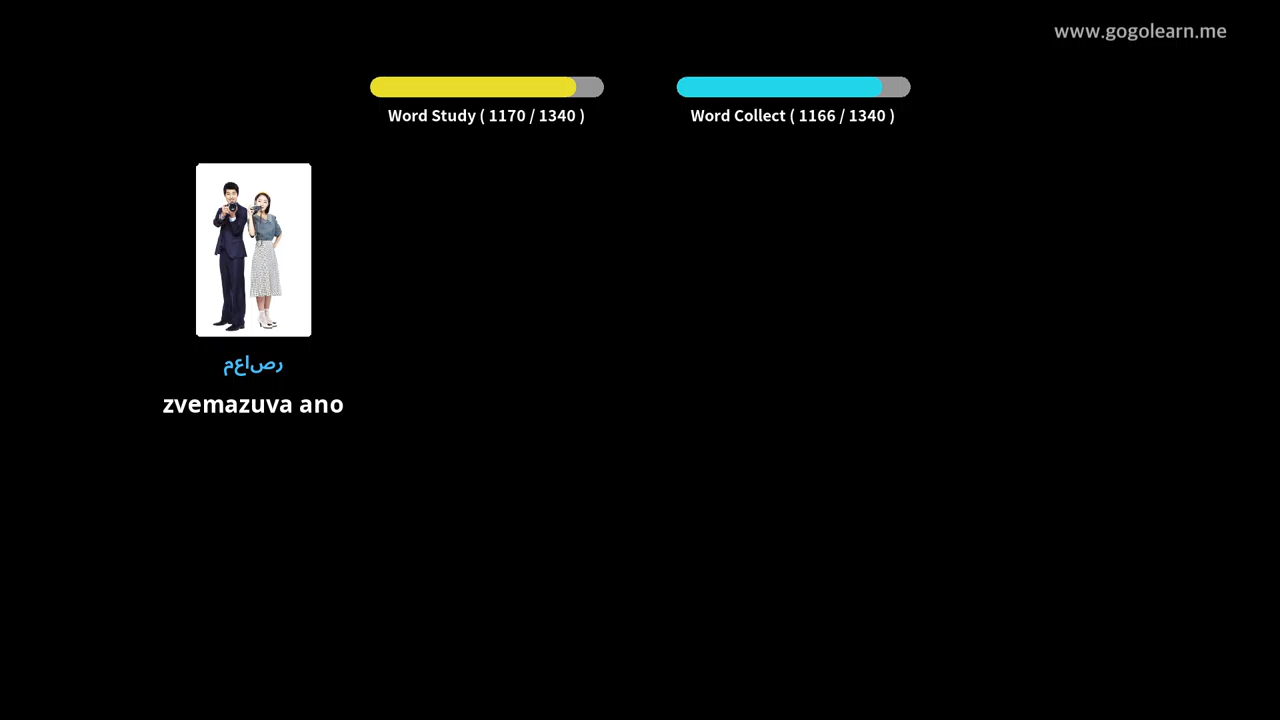 www.gogolearn.me
Word Study ( 1170 / 1340 )
Word Collect ( 1166 / 1340 )
معاصر
zvemazuva ano